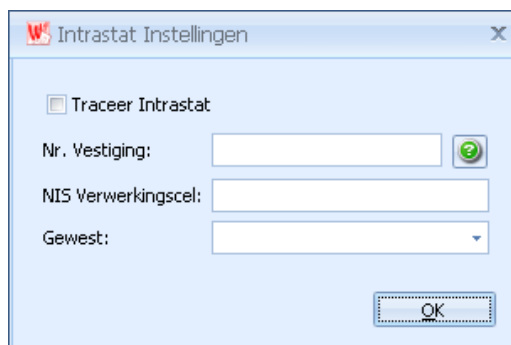 Intrastat Instellingen
Traceer Intrastat
Nr. Vestiging:
NIS Verwerkingscel:
Gewest:
OK